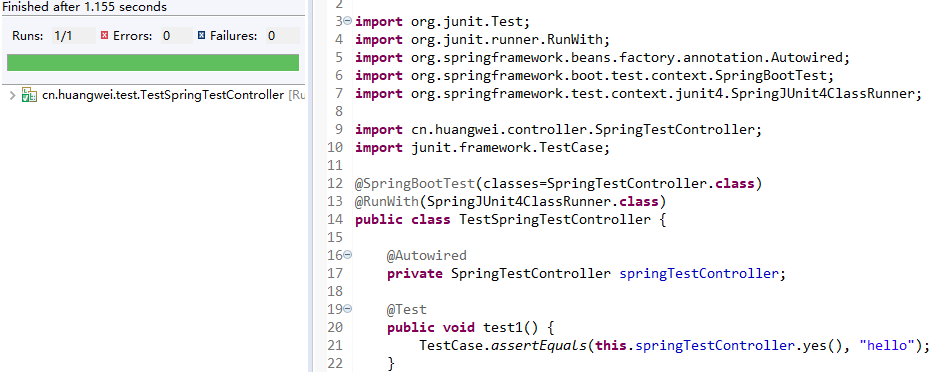 Finished after 1.155 seconds
Runs: 1/1 Errors: 0 Failures: 0
cn.huangwei.test.TestSpringTestController [Ru
2
3 import org.junit.Test;
4 import org.junit.runner.RunWith;
5 import org.springframework.beans.factory.annotation.Autowired;
6 import org.springframework.boot.test.context.SpringBootTest;
7 import org.springframework.test.context.junit4.SpringJUnit4ClassRunner;
8
9 import cn.huangwei.controller.SpringTestController;
10 import junit.framework.TestCase;
11
12 @SpringBootTest(classes=SpringTestController.class)
13 @RunWith(SpringJUnit4ClassRunner.class)
14 public class TestSpringTestController {
15
16 @Autowired
17 private SpringTestController springTestController;
18
19 @Test
20 public void test1() {
21 TestCase.assertEquals(this.springTestController.yes(), "hello");
22 }